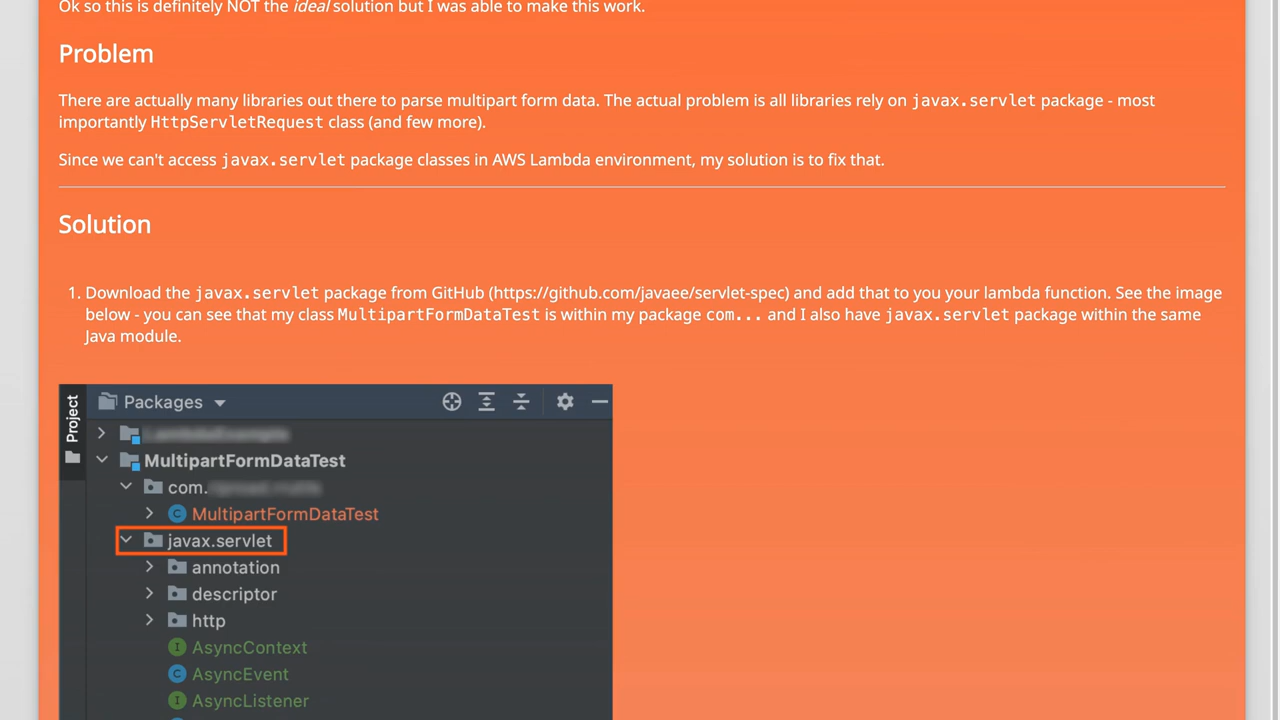 Ok so this is definitely NOT the ideal solution but I was able to make this work.
Problem
There are actually many libraries out there to parse multipart form data. The actual problem is all libraries rely on javax.servlet package - most
importantly HttpServletRequest class (and few more).
Since we can't access javax.servlet package classes in AWS Lambda environment, my solution is to fix that.
Solution
1. Download the javax.servlet package from GitHub (https://github.com/javaee/servlet-spec) and add that to you your lambda function. See the image
below - you can see that my class MultipartFormDataTest is within my package com... and I also have javax.servlet package within the same
Java module.
Project
Packages
MultipartFormDataTest
com.
MultipartFormDataTest
javax.servlet
annotation
descriptor
http
AsyncContext
AsyncEvent
AsyncListener